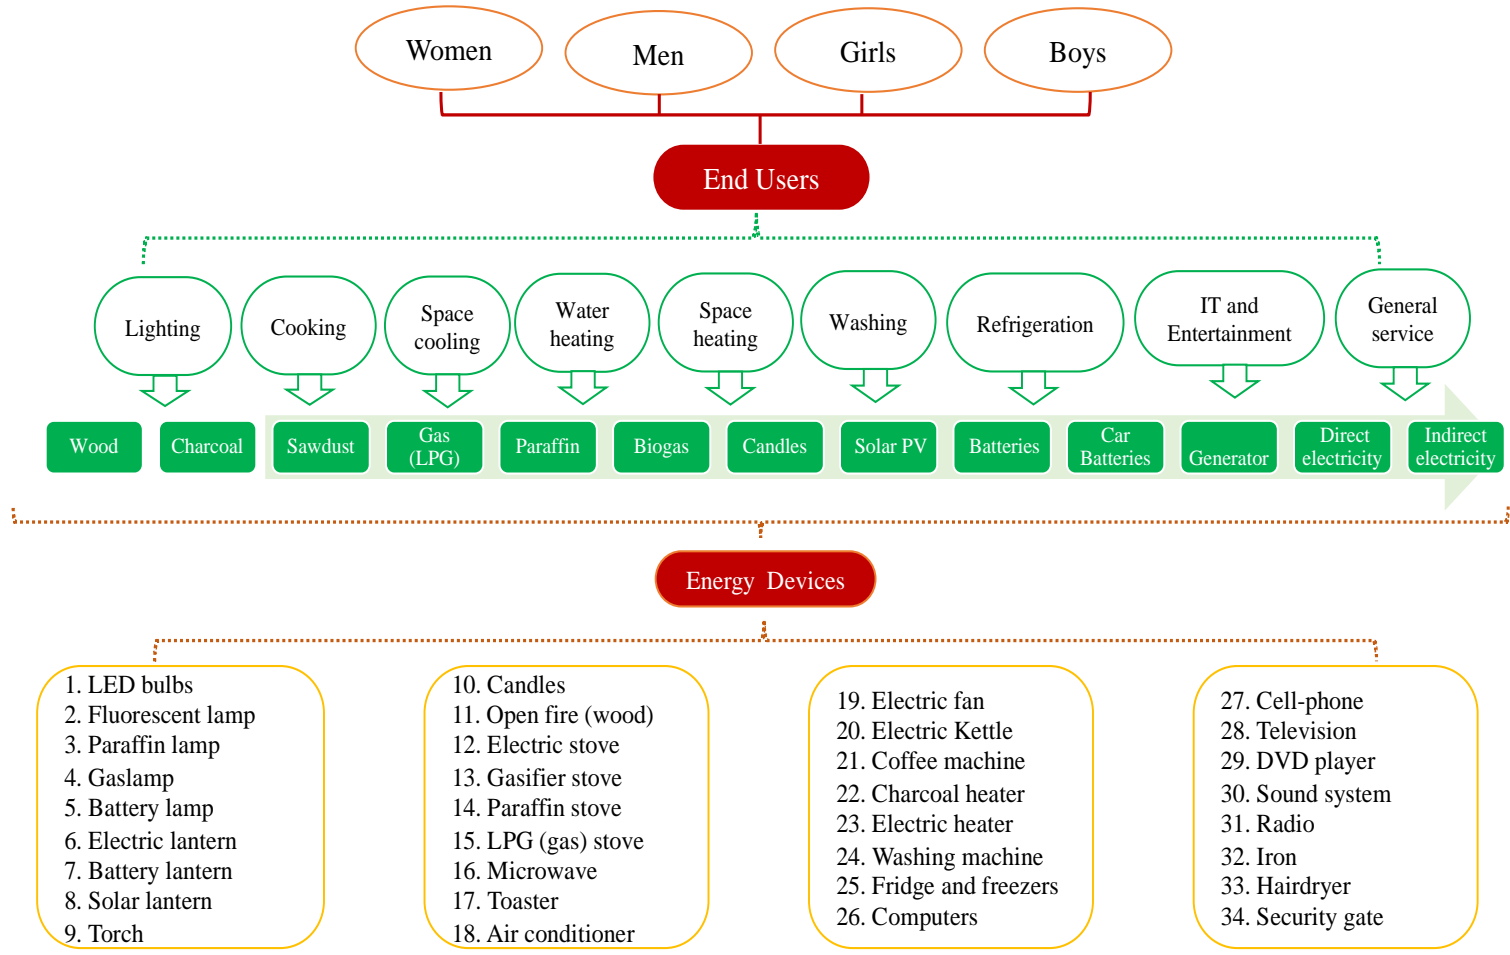 Women
Men
Girls
Boys
End Users
Lighting
Cooking
Space
cooling
Water
heating
Space
heating
Washing
Refrigeration
IT and
Entertainment
General
service
Wood
Charcoal
Sawdust
Gas
(LPG)
Paraffin
Biogas
Candles
Solar PV
Batteries
Car
Batteries
Generator
Direct
electricity
Indirect
electricity
Energy Devices
1. LED bulbs
2. Fluorescent lamp
3. Paraffin lamp
4. Gaslamp
5. Battery lamp
6. Electric lantern
7. Battery lantern
8. Solar lantern
9. Torch
10. Candles
11. Open fire (wood)
12. Electric stove
13. Gasifier stove
14. Paraffin stove
15. LPG (gas) stove
16. Microwave
17. Toaster
18. Air conditioner
19. Electric fan
20. Electric Kettle
21. Coffee machine
22. Charcoal heater
23. Electric heater
24. Washing machine
25. Fridge and freezers
26. Computers
27. Cell-phone
28. Television
29. DVD player
30. Sound system
31. Radio
32. Iron
33. Hairdryer
34. Security gate